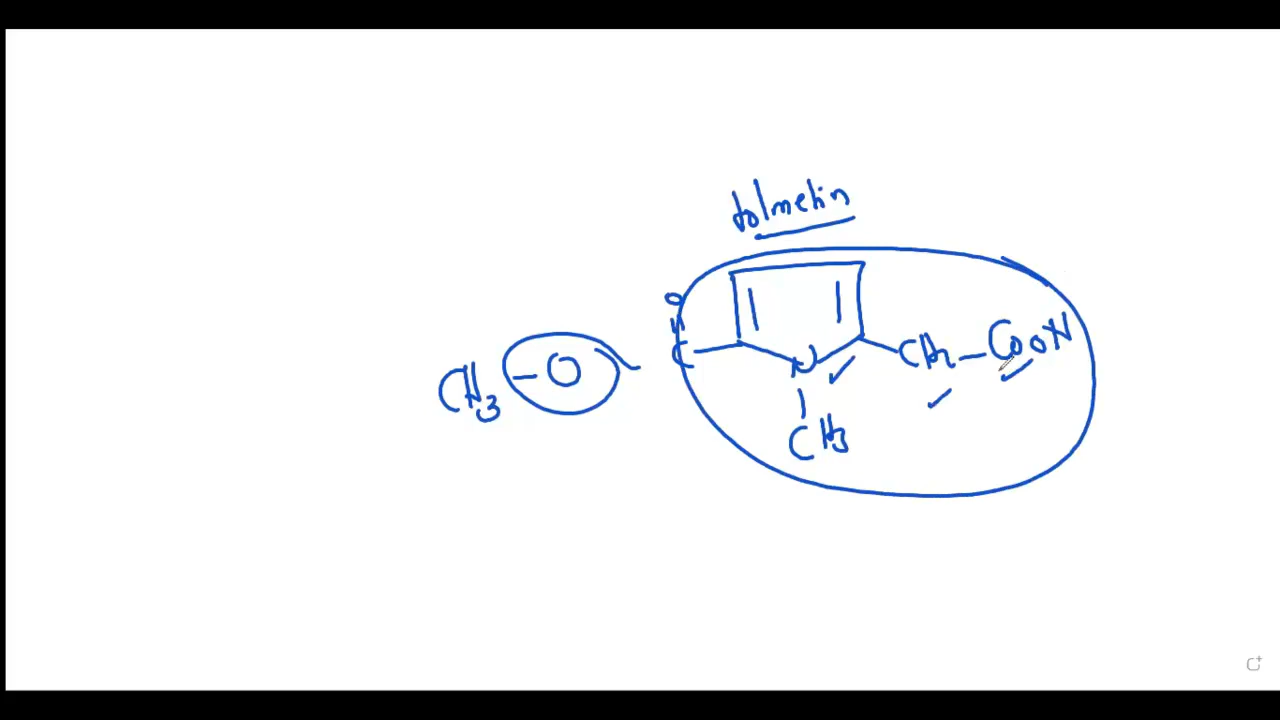 tolmetin
O
||
CH3 - O C N CH2 - COOH
|
CH3